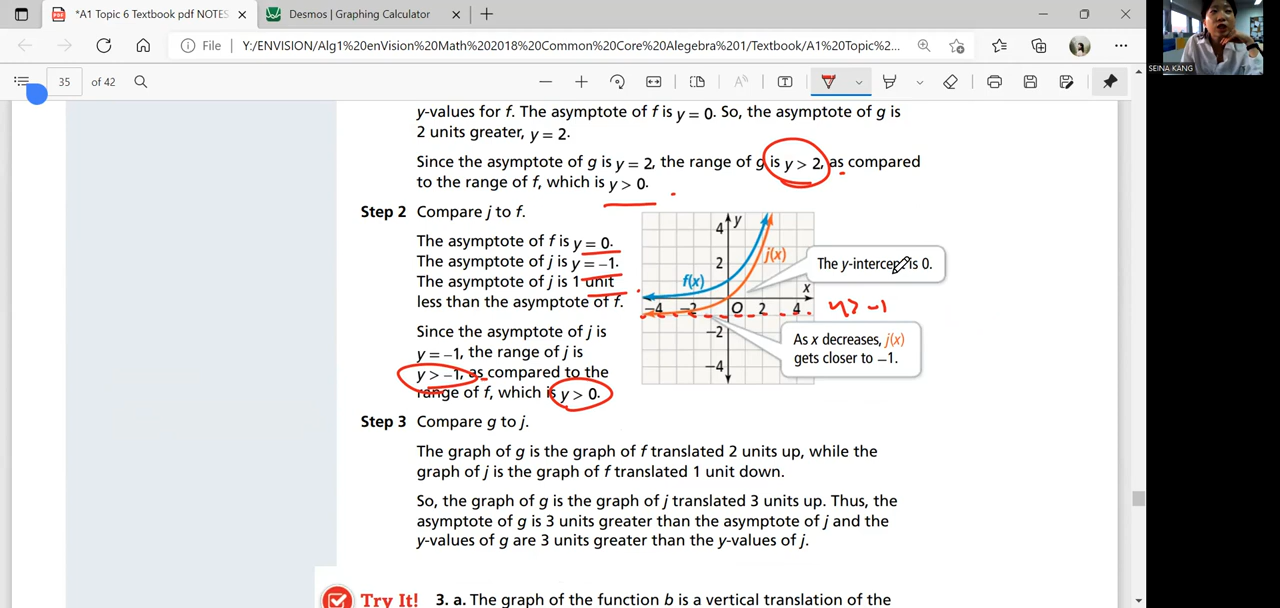 *A1 Topic 6 Textbook pdf NOTES
Desmos | Graphing Calculator
File
Y:/ENVISION/Alg1%20enVision%20Math%202018%20Common%20Core%20Alegebra%201/Textbook/A1%20Topic%2...
35 of 42
SEINA KANG
y-values for f. The asymptote of f is y = 0. So, the asymptote of g is
2 units greater, y = 2.
Since the asymptote of g is y = 2, the range of g is y > 2, as compared
to the range of f, which is y > 0.
Step 2 Compare j to f.
The asymptote of f is y = 0.
The asymptote of j is y = −1.
The asymptote of j is 1 unit
less than the asymptote of f.
Since the asymptote of j is
y = −1, the range of j is
y > −1, as compared to the
range of f, which is y > 0.
4 y
2
j(x)
f(x)
x
−4 −2 O 2 4
−2
−4
The y-intercept is 0.
y > -1
As x decreases, j(x)
gets closer to −1.
Step 3 Compare g to j.
The graph of g is the graph of f translated 2 units up, while the
graph of j is the graph of f translated 1 unit down.
So, the graph of g is the graph of j translated 3 units up. Thus, the
asymptote of g is 3 units greater than the asymptote of j and the
y-values of g are 3 units greater than the y-values of j.
Try It! 3. a. The graph of the function b is a vertical translation of the